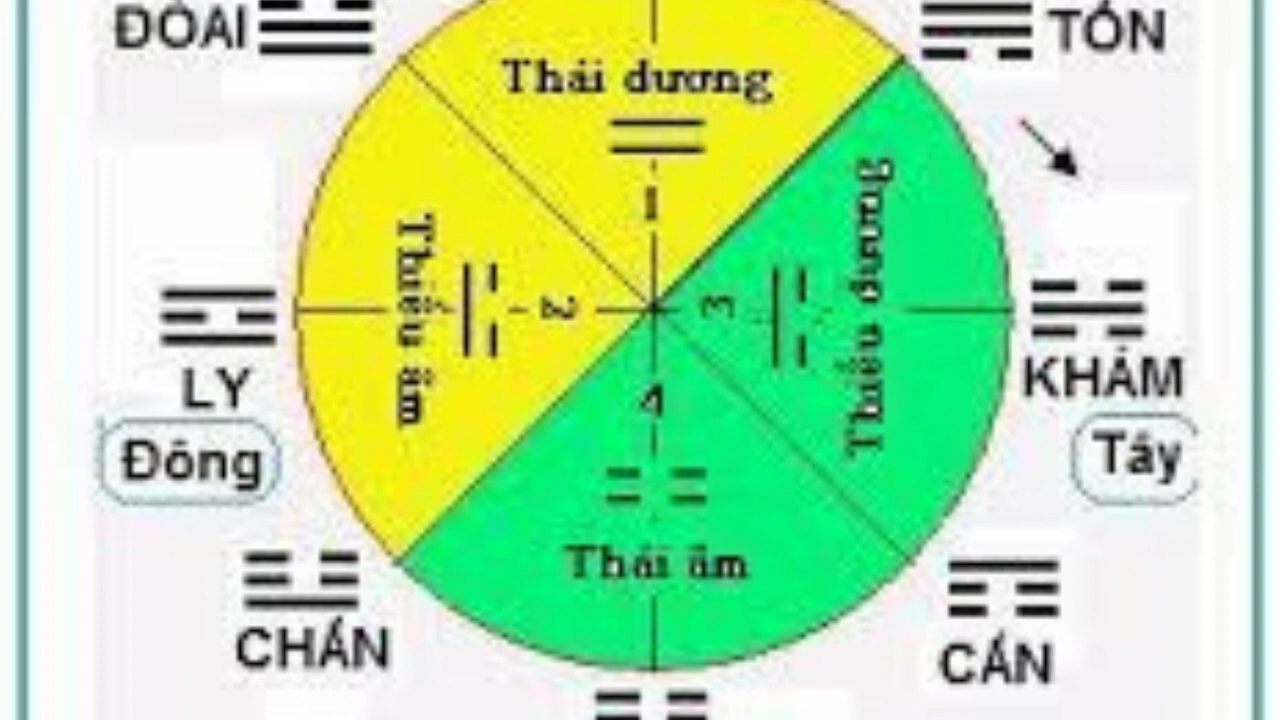 ĐOÀI
TỐN
Thái dương
1
Thiếu âm
2
3
Thiếu dương
LY
KHẢM
Đông
Tây
4
Thái âm
CHẤN
CẤN